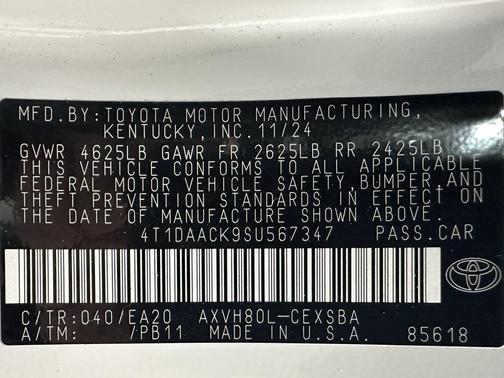 MFD.BY:TOYOTA MOTOR MANUFACTURING,
KENTUCKY,INC.11/24
GVWR 4625LB GAWR FR 2625LB RR 2425LB
THIS VEHICLE CONFORMS TO ALL APPLICABLE
FEDERAL MOTOR VEHICLE SAFETY,BUMPER,AND
THEFT PREVENTION STANDARDS IN EFFECT ON
THE DATE OF MANUFACTURE SHOWN ABOVE.
4T1DAACK9SU567347 PASS.CAR
C/TR:040/EA20 AXVH80L-CEXSBA
A/TM: /PB11 MADE IN U.S.A. 85618